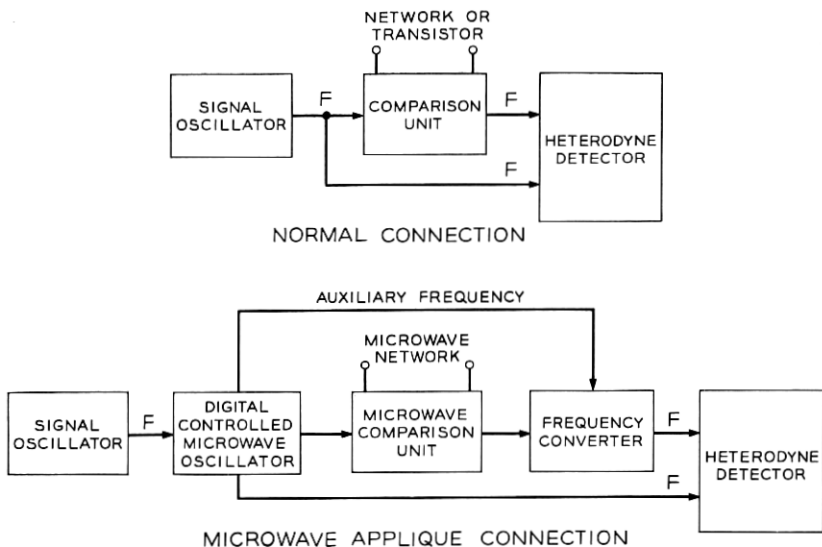 NETWORK OR
TRANSISTOR
SIGNAL
OSCILLATOR
F
COMPARISON
UNIT
F
HETERODYNE
DETECTOR
F
NORMAL CONNECTION
AUXILIARY FREQUENCY
MICROWAVE
NETWORK
SIGNAL
OSCILLATOR
F
DIGITAL
CONTROLLED
MICROWAVE
OSCILLATOR
MICROWAVE
COMPARISON
UNIT
FREQUENCY
CONVERTER
F
HETERODYNE
DETECTOR
F
MICROWAVE APPLIQUE CONNECTION